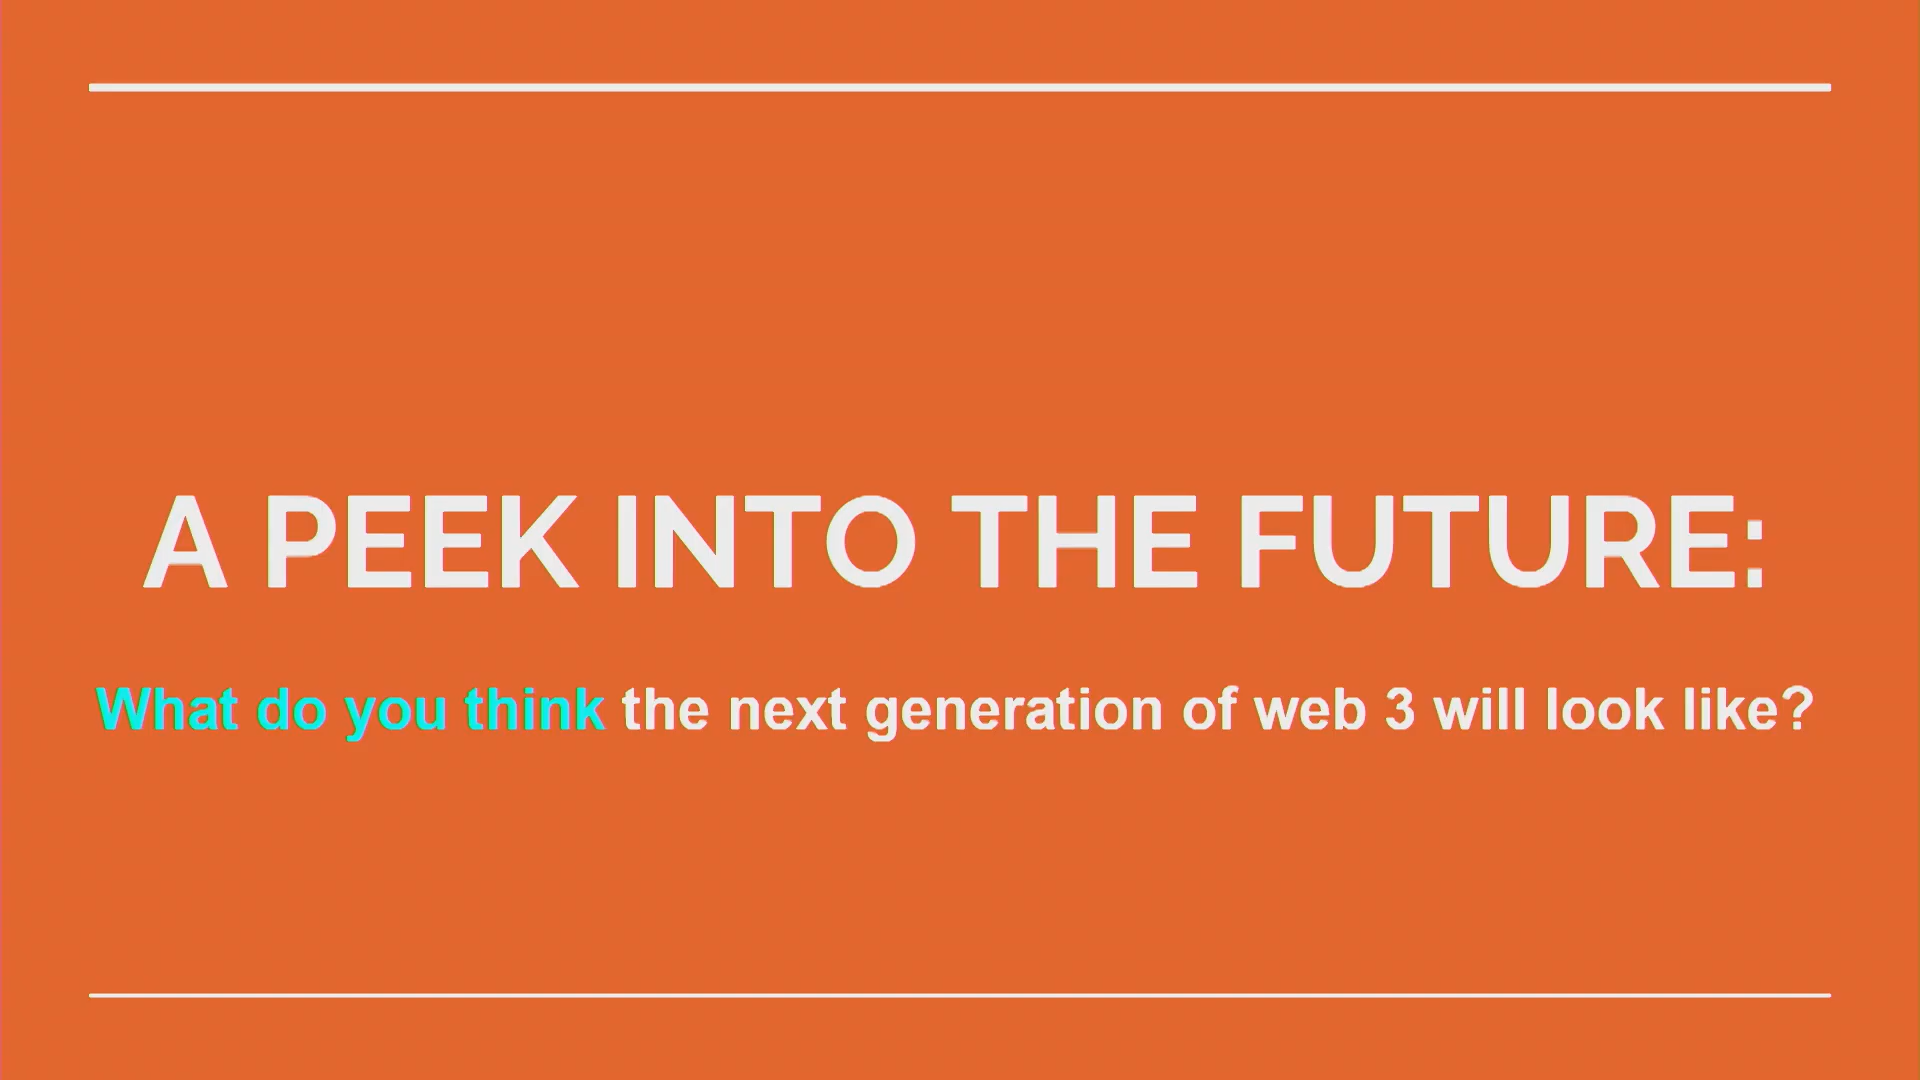 A PEEK INTO THE FUTURE:
What do you think the next generation of web 3 will look like?